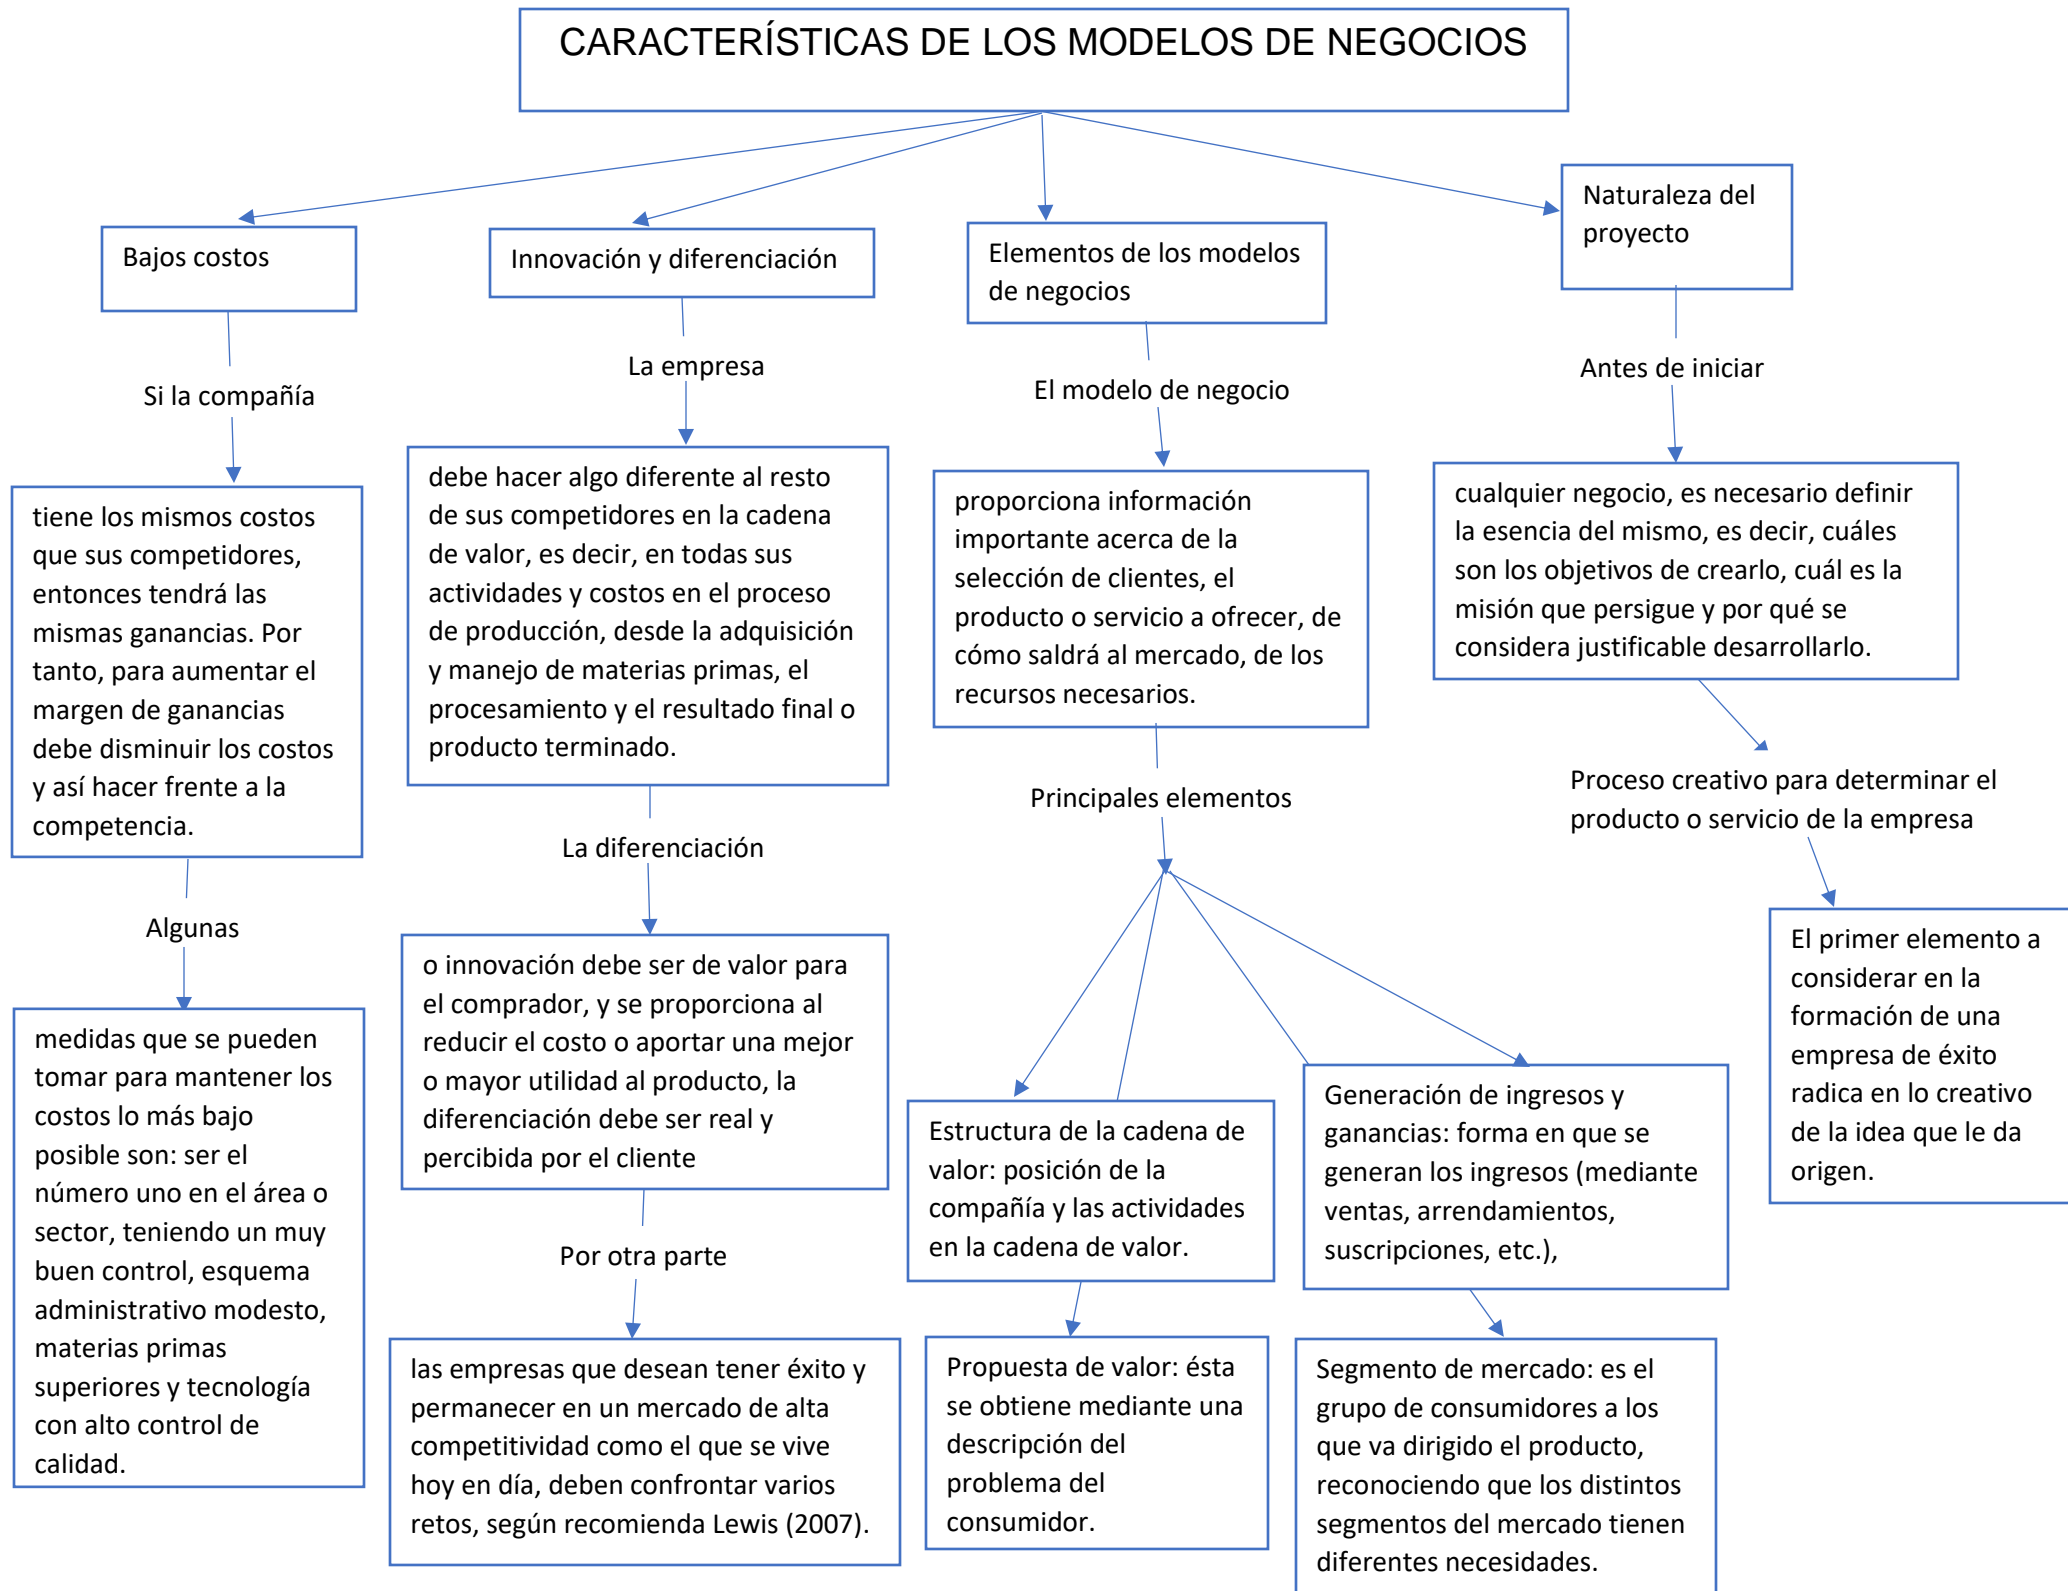 CARACTERÍSTICAS DE LOS MODELOS DE NEGOCIOS
Bajos costos
Si la compañía
tiene los mismos costos
que sus competidores,
entonces tendrá las
mismas ganancias. Por
tanto, para aumentar el
margen de ganancias
debe disminuir los costos
y así hacer frente a la
competencia.
Algunas
medidas que se pueden
tomar para mantener los
costos lo más bajo
posible son: ser el
número uno en el área o
sector, teniendo un muy
buen control, esquema
administrativo modesto,
materias primas
superiores y tecnología
con alto control de
calidad.
Innovación y diferenciación
La empresa
debe hacer algo diferente al resto
de sus competidores en la cadena
de valor, es decir, en todas sus
actividades y costos en el proceso
de producción, desde la adquisición
y manejo de materias primas, el
procesamiento y el resultado final o
producto terminado.
La diferenciación
o innovación debe ser de valor para
el comprador, y se proporciona al
reducir el costo o aportar una mejor
o mayor utilidad al producto, la
diferenciación debe ser real y
percibida por el cliente
Por otra parte
las empresas que desean tener éxito y
permanecer en un mercado de alta
competitividad como el que se vive
hoy en día, deben confrontar varios
retos, según recomienda Lewis (2007).
Elementos de los modelos
de negocios
El modelo de negocio
proporciona información
importante acerca de la
selección de clientes, el
producto o servicio a ofrecer, de
cómo saldrá al mercado, de los
recursos necesarios.
Principales elementos
Estructura de la cadena de
valor: posición de la
compañía y las actividades
en la cadena de valor.
Propuesta de valor: ésta
se obtiene mediante una
descripción del
problema del
consumidor.
Generación de ingresos y
ganancias: forma en que se
generan los ingresos (mediante
ventas, arrendamientos,
suscripciones, etc.),
Segmento de mercado: es el
grupo de consumidores a los
que va dirigido el producto,
reconociendo que los distintos
segmentos del mercado tienen
diferentes necesidades.
Naturaleza del
proyecto
Antes de iniciar
cualquier negocio, es necesario definir
la esencia del mismo, es decir, cuáles
son los objetivos de crearlo, cuál es la
misión que persigue y por qué se
considera justificable desarrollarlo.
Proceso creativo para determinar el
producto o servicio de la empresa
El primer elemento a
considerar en la
formación de una
empresa de éxito
radica en lo creativo
de la idea que le da
origen.